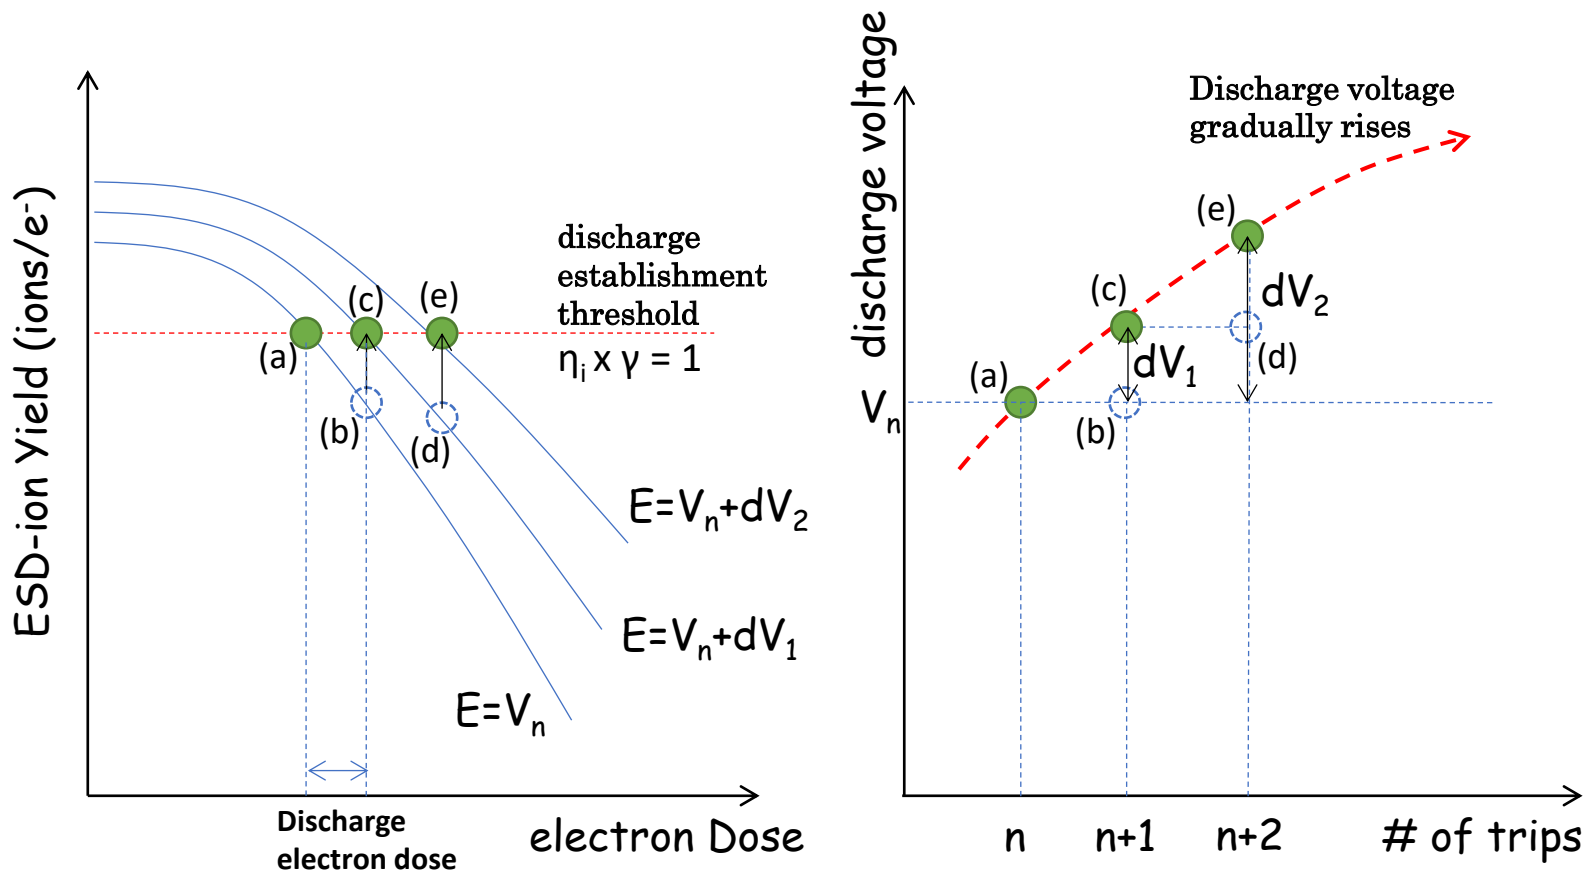 ESD-ion Yield (ions/e-)
(a)
(b)
(c)
(d)
(e)
discharge
establishment
threshold
ηi x γ = 1
E=Vn+dV2
E=Vn+dV1
E=Vn
Discharge
electron dose
electron Dose
discharge voltage
Discharge voltage
gradually rises
(e)
(c)
dV2
(a)
dV1
(d)
Vn
(b)
n
n+1
n+2
# of trips